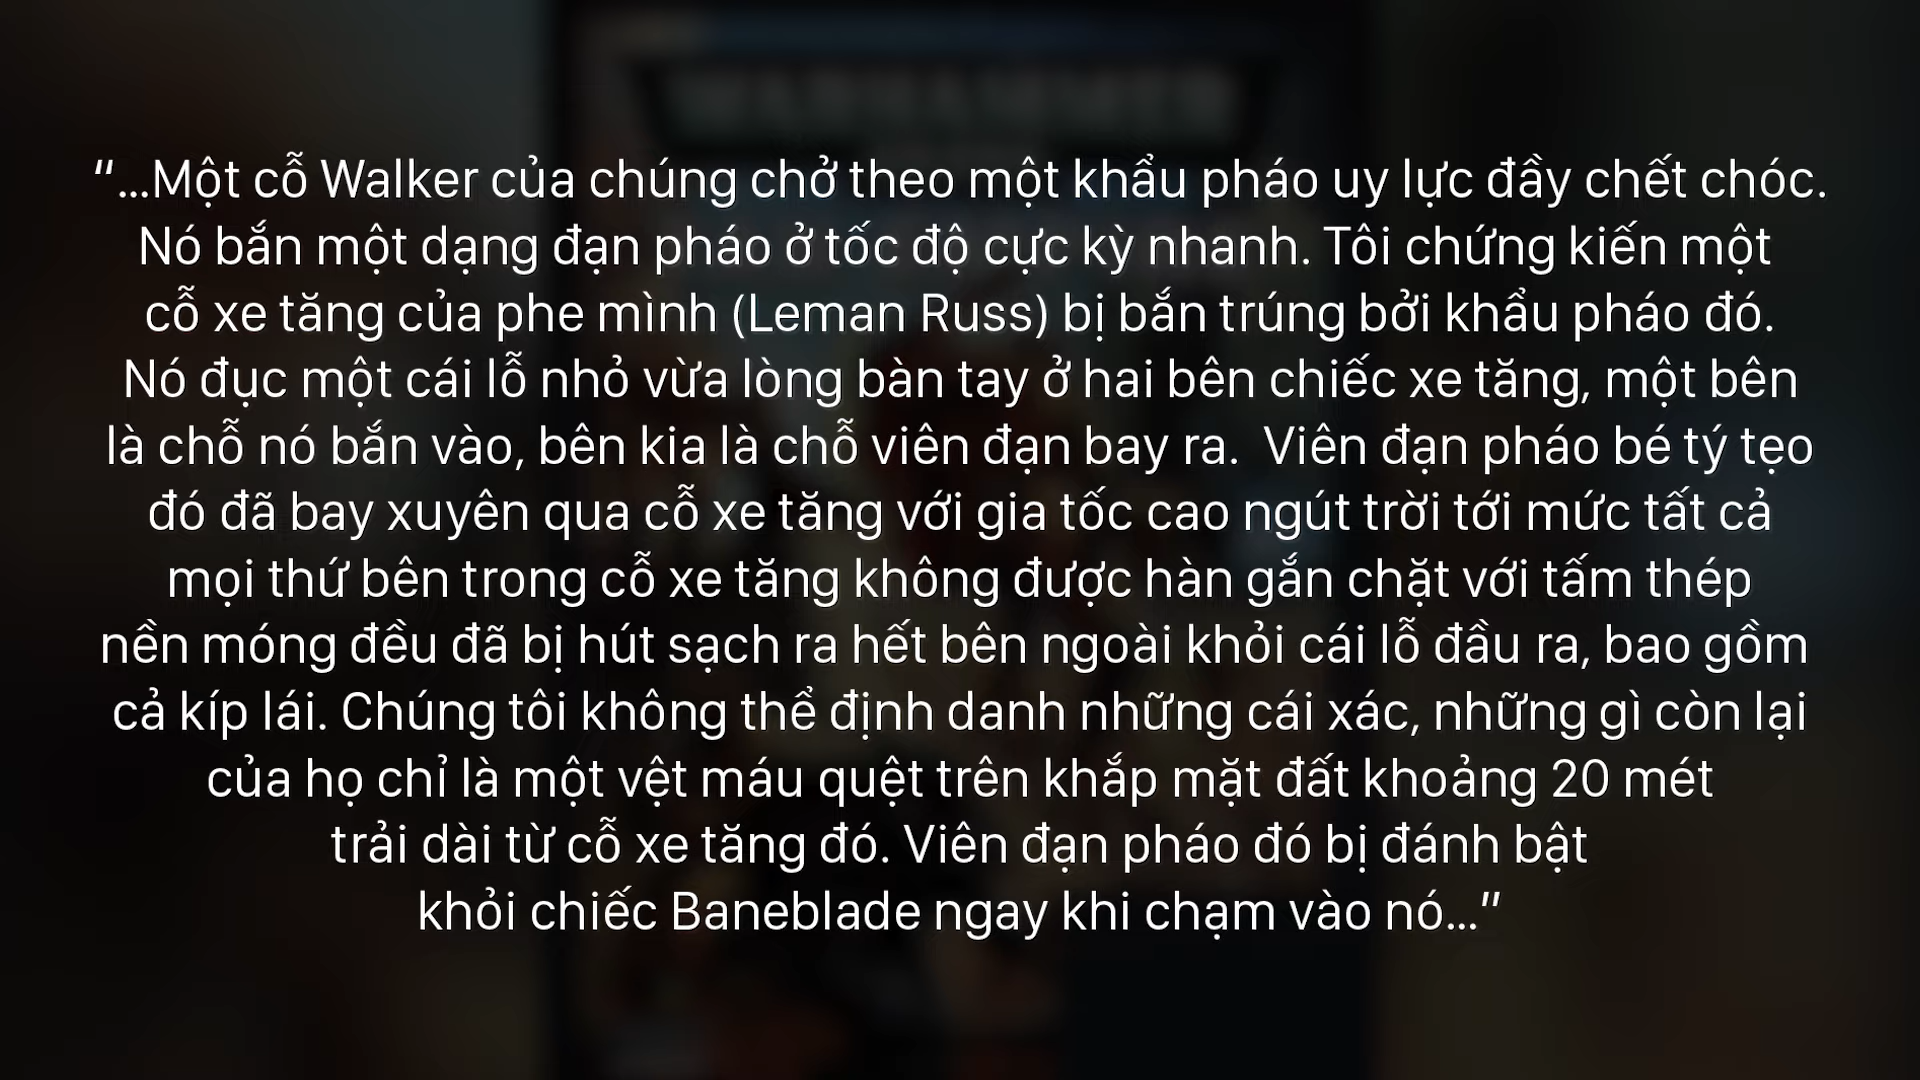 WARHAMMER
“...Một cỗ Walker của chúng chở theo một khẩu pháo uy lực đầy chết chóc.
Nó bắn một dạng đạn pháo ở tốc độ cực kỳ nhanh. Tôi chứng kiến một
cỗ xe tăng của phe mình (Leman Russ) bị bắn trúng bởi khẩu pháo đó.
Nó đục một cái lỗ nhỏ vừa lòng bàn tay ở hai bên chiếc xe tăng, một bên
là chỗ nó bắn vào, bên kia là chỗ viên đạn bay ra. Viên đạn pháo bé tý tẹo
đó đã bay xuyên qua cỗ xe tăng với gia tốc cao ngút trời tới mức tất cả
mọi thứ bên trong cỗ xe tăng không được hàn gắn chặt với tấm thép
nền móng đều đã bị hút sạch ra hết bên ngoài khỏi cái lỗ đầu ra, bao gồm
cả kíp lái. Chúng tôi không thể định danh những cái xác, những gì còn lại
của họ chỉ là một vệt máu quệt trên khắp mặt đất khoảng 20 mét
trải dài từ cỗ xe tăng đó. Viên đạn pháo đó bị đánh bật
khỏi chiếc Baneblade ngay khi chạm vào nó...”